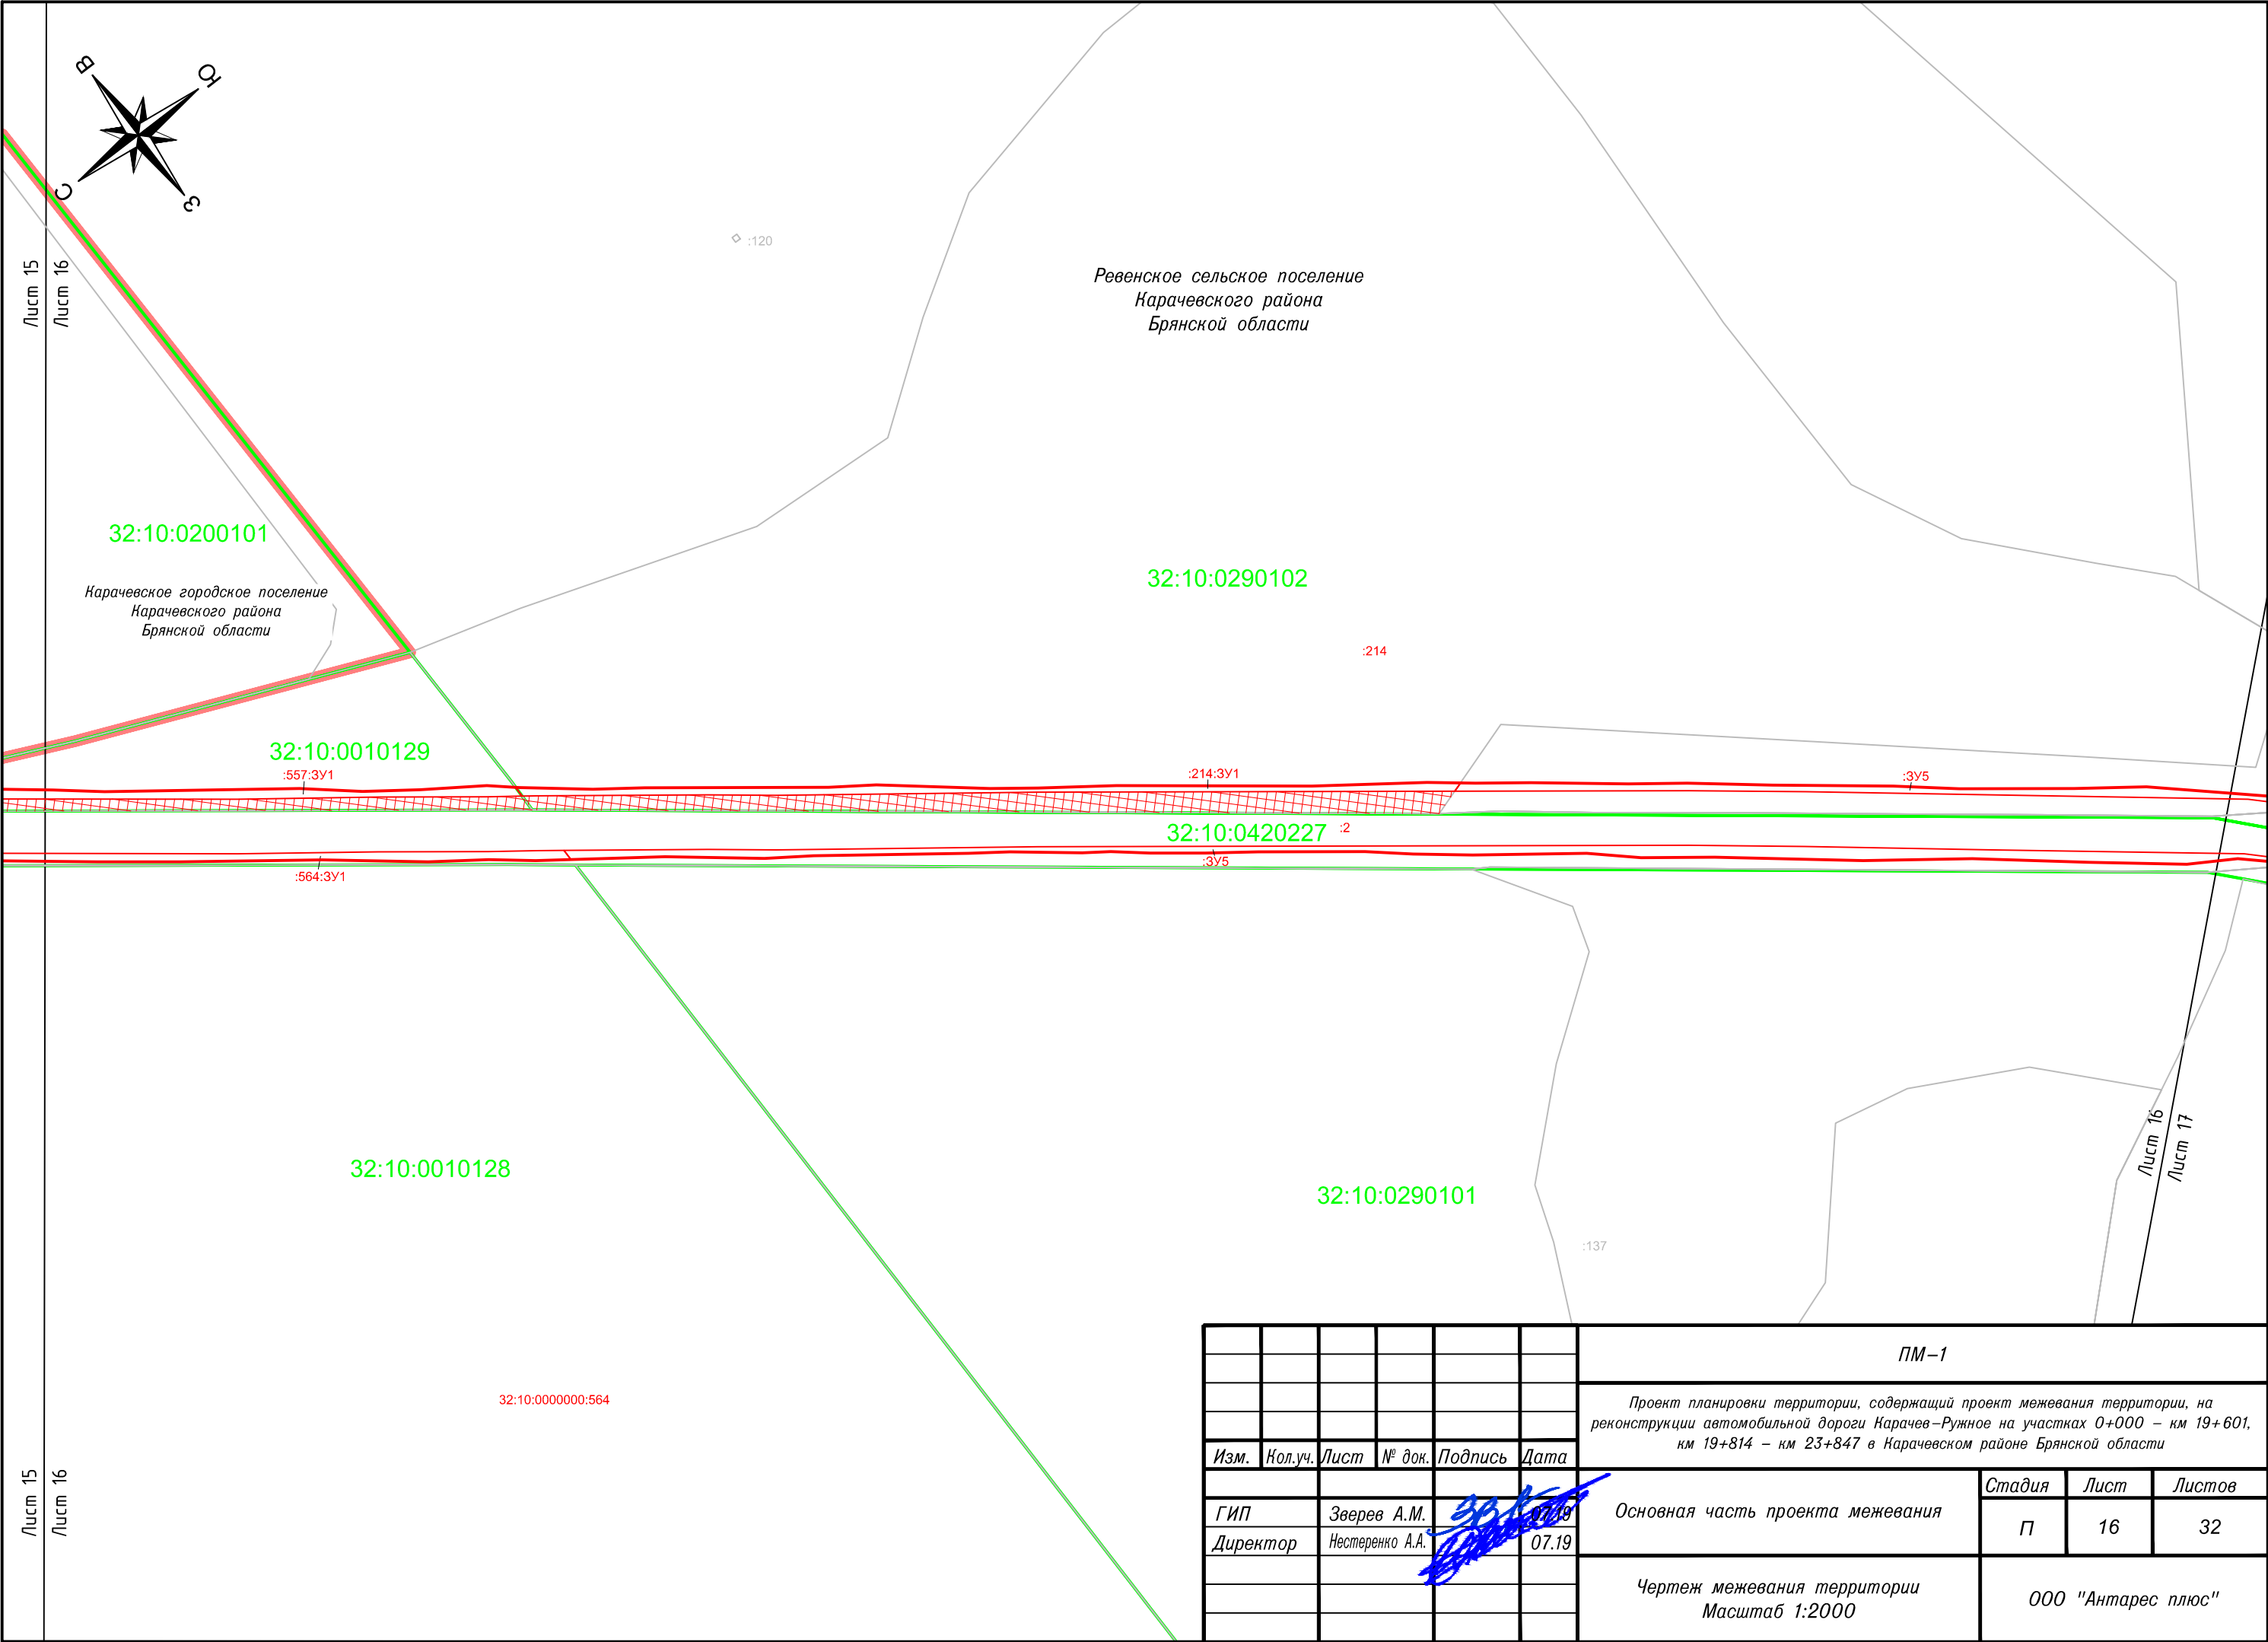 В
Ю
С
З
Лист 15
Лист 16
:120
Ревенское сельское поселение
Карачевского района
Брянской области
32:10:0200101
Карачевское городское поселение
Карачевского района
Брянской области
32:10:0290102
:214
32:10:0010129
:557:ЗУ1
:214:ЗУ1
:ЗУ5
32:10:0420227
:2
:ЗУ5
:564:ЗУ1
32:10:0010128
32:10:0290101
:137
Лист 16
Лист 17
32:10:0000000:564
Лист 15
Лист 16
ПМ-1
Проект планировки территории, содержащий проект межевания территории, на
реконструкции автомобильной дороги Карачев-Ружное на участках 0+000 - км 19+601,
км 19+814 - км 23+847 в Карачевском районе Брянской области
Изм. Кол.уч. Лист № док. Подпись Дата
Основная часть проекта межевания
Стадия Лист Листов
П 16 32
ГИП Зверев А.М. 07.19
Директор Нестеренко А.А. 07.19
Чертеж межевания территории
Масштаб 1:2000
ООО "Антарес плюс"